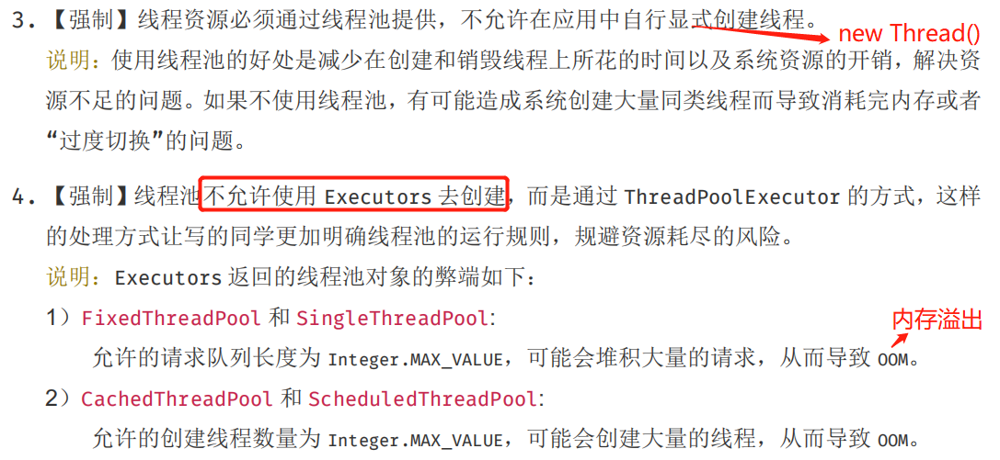 3. 【强制】线程资源必须通过线程池提供，不允许在应用中自行显式创建线程。
new Thread()
说明：使用线程池的好处是减少在创建和销毁线程上所花的时间以及系统资源的开销，解决资
源不足的问题。如果不使用线程池，有可能造成系统创建大量同类线程而导致消耗完内存或者
“过度切换”的问题。
4. 【强制】线程池不允许使用 Executors 去创建，而是通过 ThreadPoolExecutor 的方式，这样
的处理方式让写的同学更加明确线程池的运行规则，规避资源耗尽的风险。
说明：Executors 返回的线程池对象的弊端如下：
1）FixedThreadPool 和 SingleThreadPool:
内存溢出
允许的请求队列长度为 Integer.MAX_VALUE，可能会堆积大量的请求，从而导致 OOM。
2）CachedThreadPool 和 ScheduledThreadPool:
允许的创建线程数量为 Integer.MAX_VALUE，可能会创建大量的线程，从而导致 OOM。